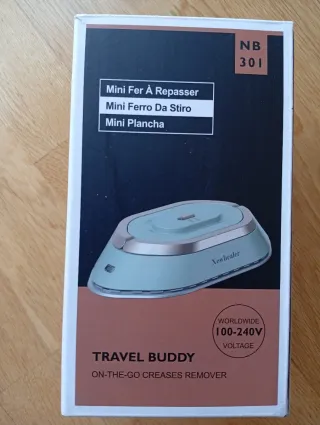 NB
301
Mini Fer À Repasser
Mini Ferro Da Stiro
Mini Plancha
Newbealer
WORLDWIDE
100-240V
VOLTAGE
TRAVEL BUDDY
ON-THE-GO CREASES REMOVER